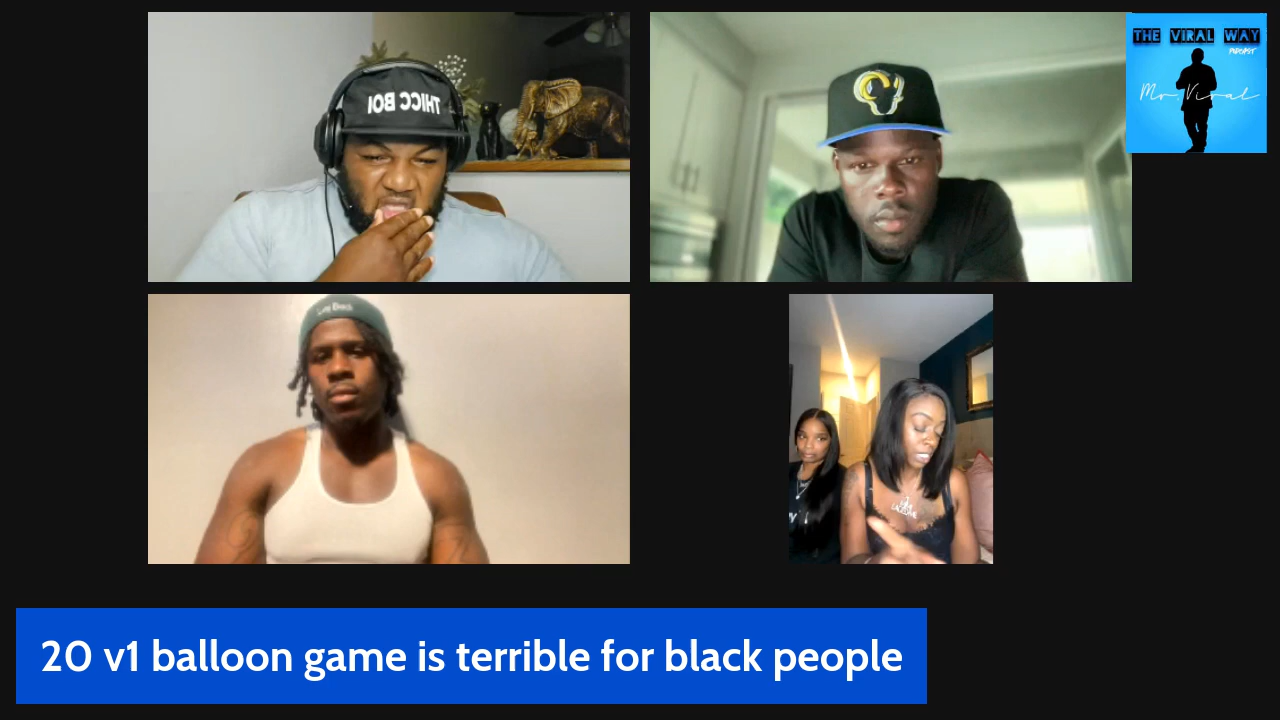 THICC BOI
THE VIRAL WAY
PODCAST
Mr. Viral
20 v1 balloon game is terrible for black people